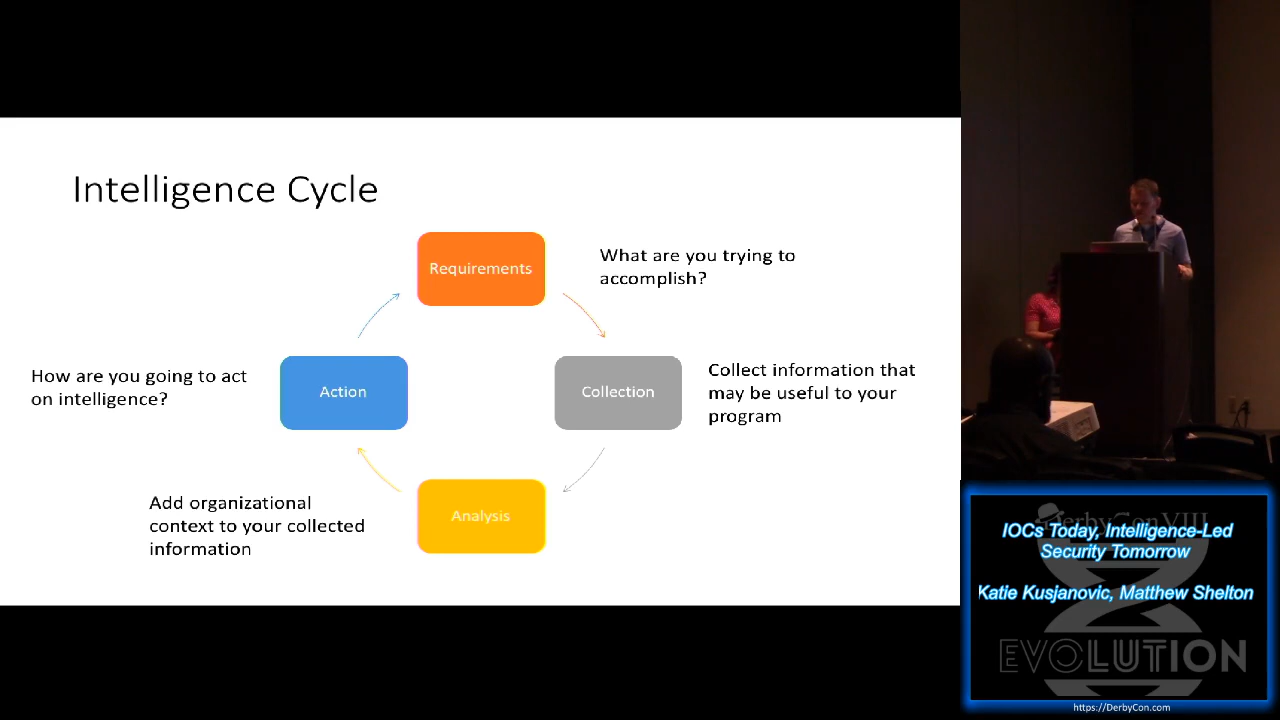 Intelligence Cycle
Requirements
What are you trying to
accomplish?
Collection
Collect information that
may be useful to your
program
Analysis
Add organizational
context to your collected
information
Action
How are you going to act
on intelligence?
DerbyCon VIII
IOCs Today, Intelligence-Led
Security Tomorrow
Katie Kusjanovic, Matthew Shelton
EVOLUTION
https://DerbyCon.com